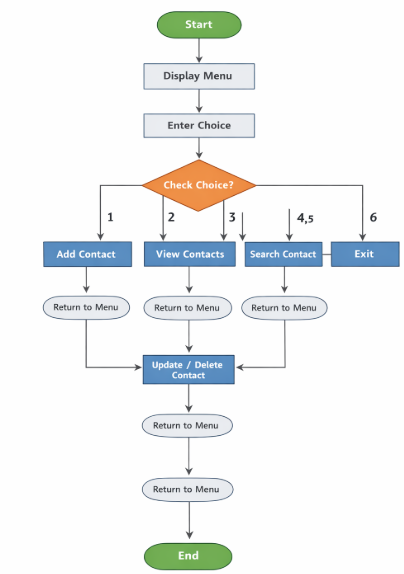 Start
Display Menu
Enter Choice
Check Choice?
1
2
3
4,5
6
Add Contact
View Contacts
Search Contact
Exit
Return to Menu
Return to Menu
Return to Menu
Update / Delete
Contact
Return to Menu
Return to Menu
End